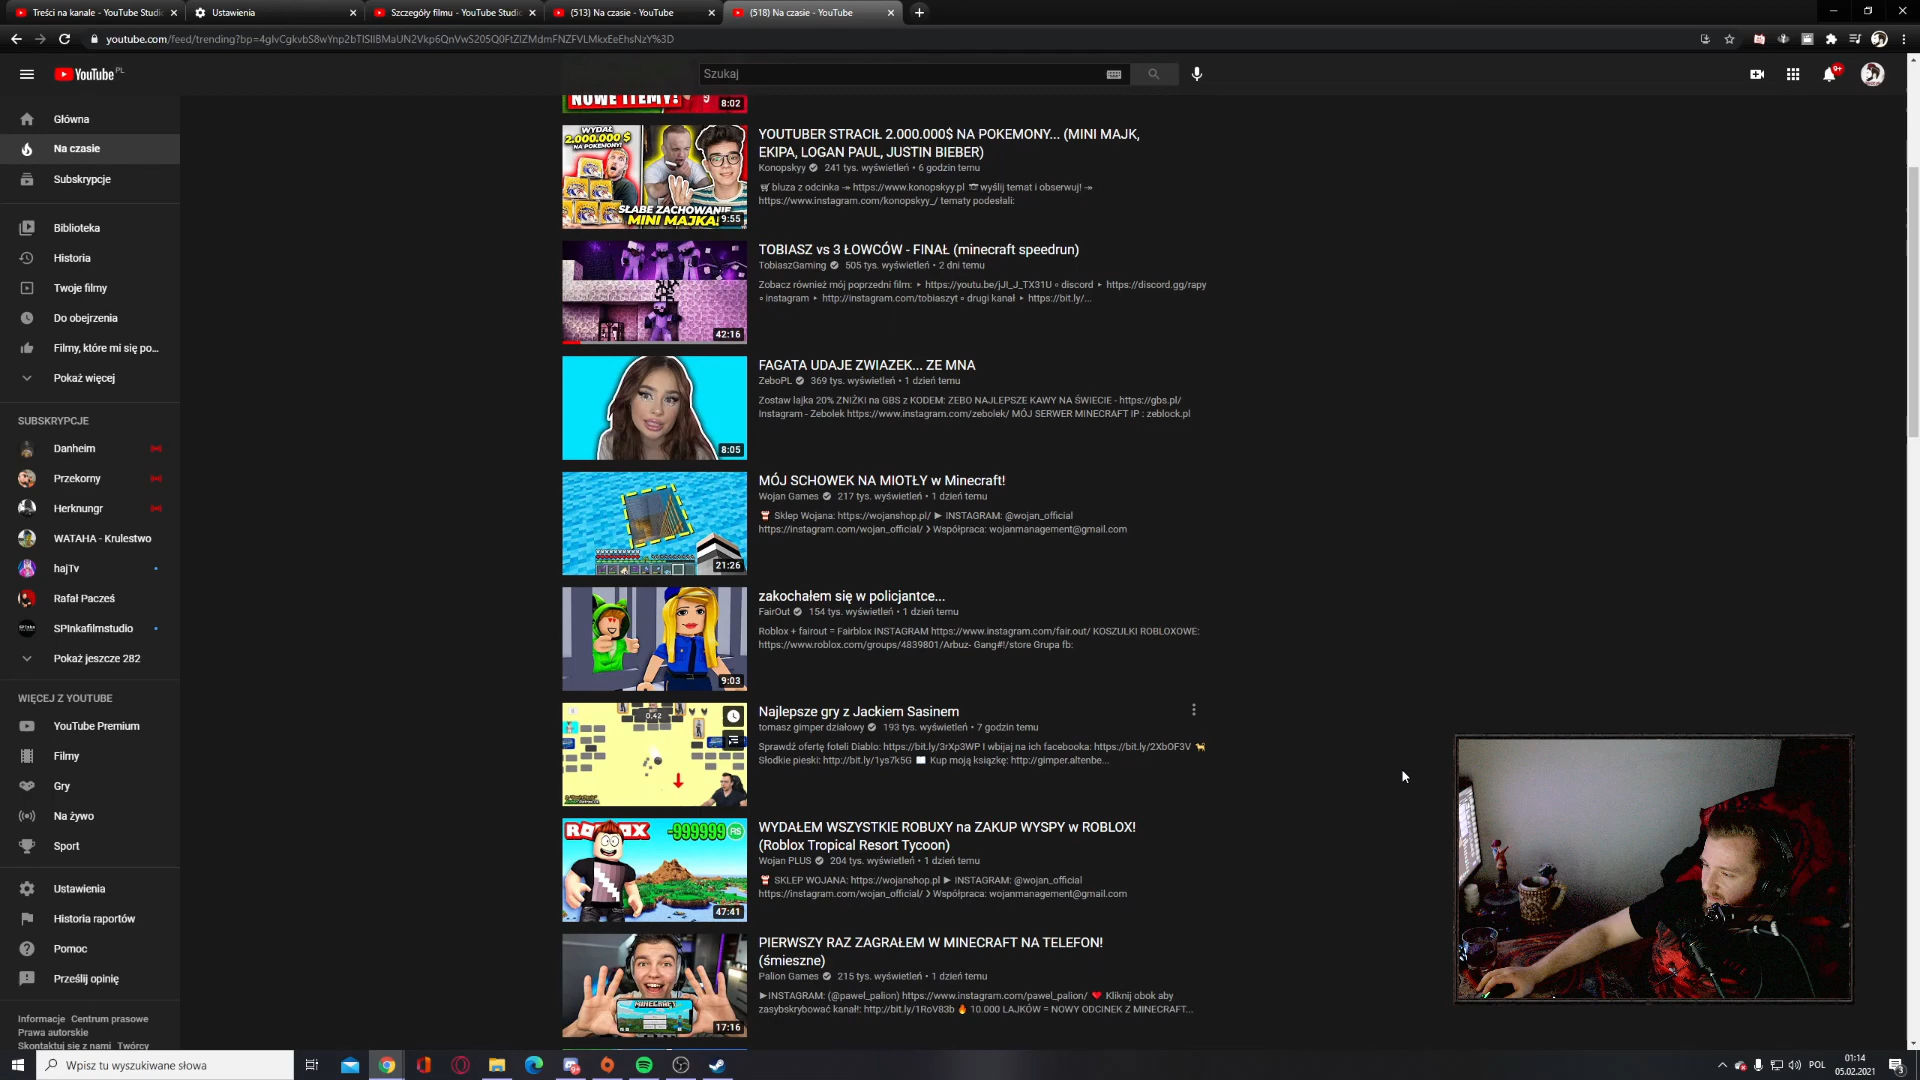 Treści na kanale - YouTube Studio
Ustawienia
Szczegóły filmu - YouTube Studio
(513) Na czasie - YouTube
(518) Na czasie - YouTube
YouTube PL
Szukaj
9+
Główna
Na czasie
Subskrypcje
Biblioteka
Historia
Twoje filmy
Do obejrzenia
Filmy, które mi się po...
Pokaż więcej
SUBSKRYPCJE
Danheim
Przekorny
Herknungr
WATAHA - Krulestwo
hajTv
Rafał Pacześ
SPInkafilmstudio
Pokaż jeszcze 282
WIĘCEJ Z YOUTUBE
YouTube Premium
Filmy
Gry
Na żywo
Sport
Ustawienia
Historia raportów
Pomoc
Prześlij opinię
Informacje Centrum prasowe
Prawa autorskie
Skontaktuj się z nami Twórcy
NOWE ITEMY!
8:02
WYDAŁ
2.000.000 $
NA POKEMONY!
SŁABE ZACHOWANIE
MINI MAJKA!
9:55
YOUTUBER STRACIŁ 2.000.000$ NA POKEMONY... (MINI MAJK,
EKIPA, LOGAN PAUL, JUSTIN BIEBER)
Konopskyy 241 tys. wyświetleń • 6 godzin temu
bluza z odcinka ↠ https://www.konopskyy.pl wyślij temat i obserwuj! ↠
https://www.instagram.com/konopskyy_/ tematy podesłali:
42:16
TOBIASZ vs 3 ŁOWCÓW - FINAŁ (minecraft speedrun)
TobiaszGaming 505 tys. wyświetleń • 2 dni temu
Zobacz również mój poprzedni film: ▸ https://youtu.be/jJI_J_TX31U ▫ discord ▸ https://discord.gg/rapy
▫ instagram ▸ http://instagram.com/tobiaszyt ▫ drugi kanał ▸ https://bit.ly/...
8:05
FAGATA UDAJE ZWIAZEK... ZE MNA
ZeboPL 369 tys. wyświetleń • 1 dzień temu
Zostaw lajka 20% ZNIŻKI na GBS z KODEM: ZEBO NAJLEPSZE KAWY NA ŚWIECIE - https://gbs.pl/
Instagram - Zebolek https://www.instagram.com/zebolek/ MÓJ SERWER MINECRAFT IP : zeblock.pl
21:26
MÓJ SCHOWEK NA MIOTŁY w Minecraft!
Wojan Games 217 tys. wyświetleń • 1 dzień temu
Sklep Wojana: https://wojanshop.pl/ ► INSTAGRAM: @wojan_official
https://instagram.com/wojan_official/ ❯ Współpraca: wojanmanagement@gmail.com
9:03
zakochałem się w policjantce...
FairOut 154 tys. wyświetleń • 1 dzień temu
Roblox + fairout = Fairblox INSTAGRAM https://www.instagram.com/fair.out/ KOSZULKI ROBLOXOWE:
https://www.roblox.com/groups/4839801/Arbuz- Gang#!/store Grupa fb:
0.42
Najlepsze gry z Jackiem Sasinem
tomasz gimper działowy 193 tys. wyświetleń • 7 godzin temu
Sprawdź ofertę foteli Diablo: https://bit.ly/3rXp3WP I wbijaj na ich facebooka: https://bit.ly/2XbOF3V
Słodkie pieski: http://bit.ly/1ys7k5G Kup moją książkę: http://gimper.altenbe...
ROBLOX
-999999
RS
47:41
WYDAŁEM WSZYSTKIE ROBUXY na ZAKUP WYSPY w ROBLOX!
(Roblox Tropical Resort Tycoon)
Wojan PLUS 204 tys. wyświetleń • 1 dzień temu
SKLEP WOJANA: https://wojanshop.pl ► INSTAGRAM: @wojan_official
https://instagram.com/wojan_official/ ❯ Współpraca: wojanmanagement@gmail.com
MINECRAFT
17:16
PIERWSZY RAZ ZAGRAŁEM W MINECRAFT NA TELEFON!
(śmieszne)
Palion Games 215 tys. wyświetleń • 1 dzień temu
►INSTAGRAM: (@pawel_palion) https://www.instagram.com/pawel_palion/ Kliknij obok aby
zasybskrybować kanał!: http://bit.ly/1RoV83b 10.000 LAJKÓW = NOWY ODCINEK Z MINECRAFT...
Wpisz tu wyszukiwane słowa
POL
01:14
05.02.2021
3